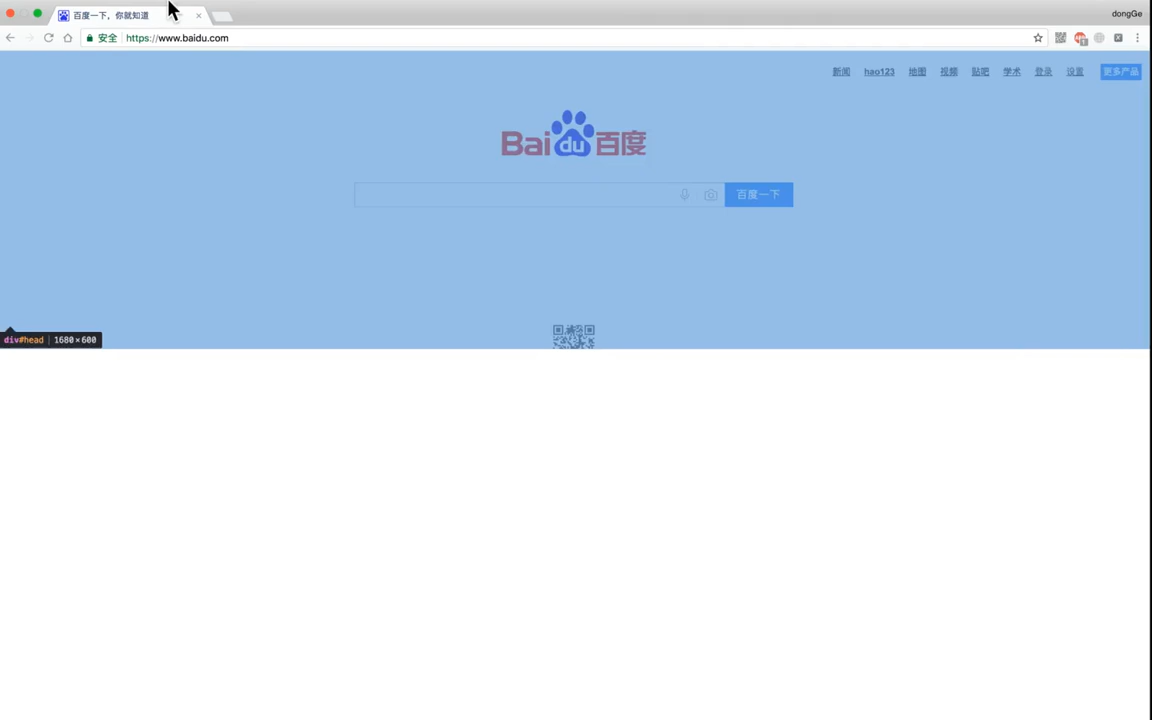 百度一下，你就知道
dongGe
安全 https://www.baidu.com
新闻 hao123 地图 视频 贴吧 学术 登录 设置 更多产品
Bai du 百度
百度一下
div#head 1680×600